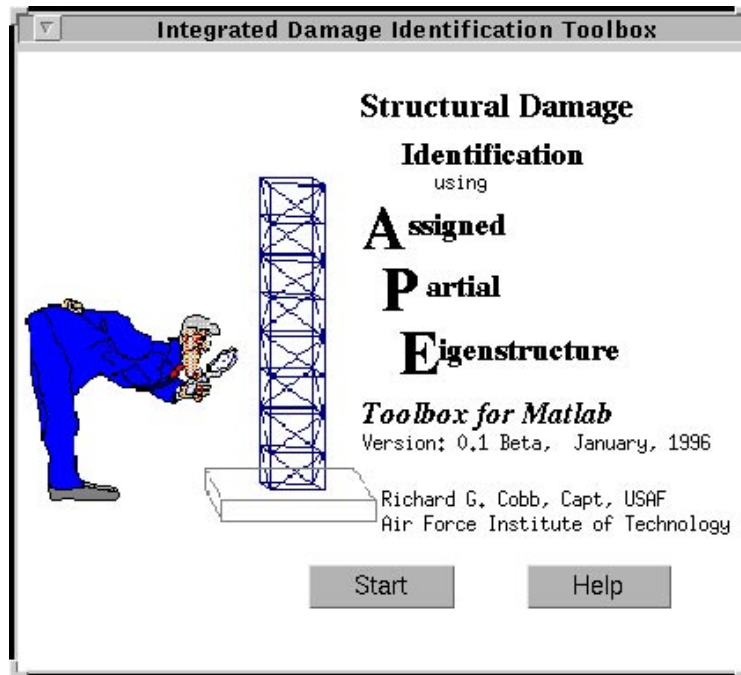 Integrated Damage Identification Toolbox
Structural Damage
Identification
using
Assigned
Partial
Eigenstructure
Toolbox for Matlab
Version: 0.1 Beta, January, 1996
Richard G. Cobb, Capt, USAF
Air Force Institute of Technology
Start Help